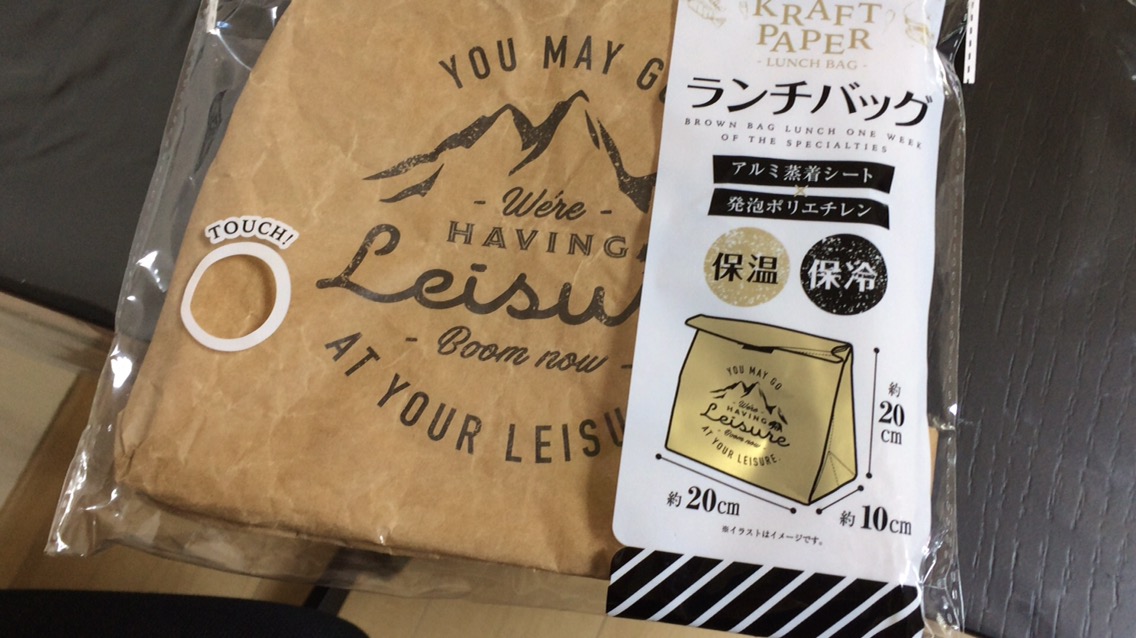 YOU MAY G
- We're -
HAVING
Leisu
- Boom now -
AT YOUR LEISU
TOUCH!
KRAFT
PAPER
- LUNCH BAG -
ランチバッグ
BROWN BAG LUNCH ONE WEEK
OF THE SPECIALTIES
アルミ蒸着シート
×
発泡ポリエチレン
保温
保冷
YOU MAY GO
- We're -
HAVING
Leisure
- Boom now -
AT YOUR LEISURE.
約
20
cm
約20cm
約10cm
※イラストはイメージです。